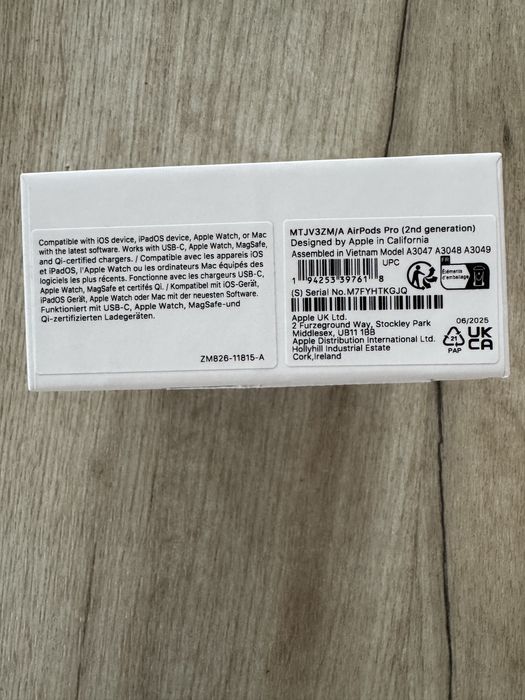 Compatible with iOS device, iPadOS device, Apple Watch, or Mac
with the latest software. Works with USB-C, Apple Watch, MagSafe,
and Qi-certified chargers. / Compatible avec les appareils iOS
et iPadOS, l'Apple Watch ou les ordinateurs Mac équipés des
logiciels les plus récents. Fonctionne avec les chargeurs USB-C,
Apple Watch, MagSafe et certifiés Qi. / Kompatibel mit iOS-Gerät,
iPadOS Gerät, Apple Watch oder Mac mit der neuesten Software.
Funktioniert mit USB-C, Apple Watch, MagSafe-und
Qi-zertifizierten Ladegeräten.
ZM826-11815-A
MTJV3ZM/A AirPods Pro (2nd generation)
Designed by Apple in California
Assembled in Vietnam Model A3047 A3048 A3049
UPC
1 94253 39761 8
FR
Éléments
d'emballage
(S) Serial No. M7FYHTKGJQ
Apple UK Ltd.
2 Furzeground Way, Stockley Park
Middlesex, UB11 1BB
Apple Distribution International Ltd.
Hollyhill Industrial Estate
Cork, Ireland
06/2025
21
PAP
UK
CA